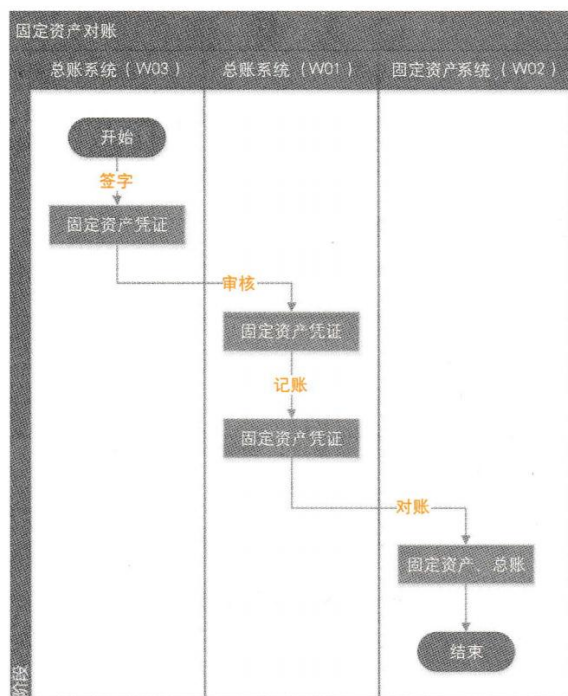 固定资产对账
总账系统（W03）
总账系统（W01）
固定资产系统（W02）
开始
签字
固定资产凭证
审核
固定资产凭证
记账
固定资产凭证
对账
固定资产、总账
结束
阶段